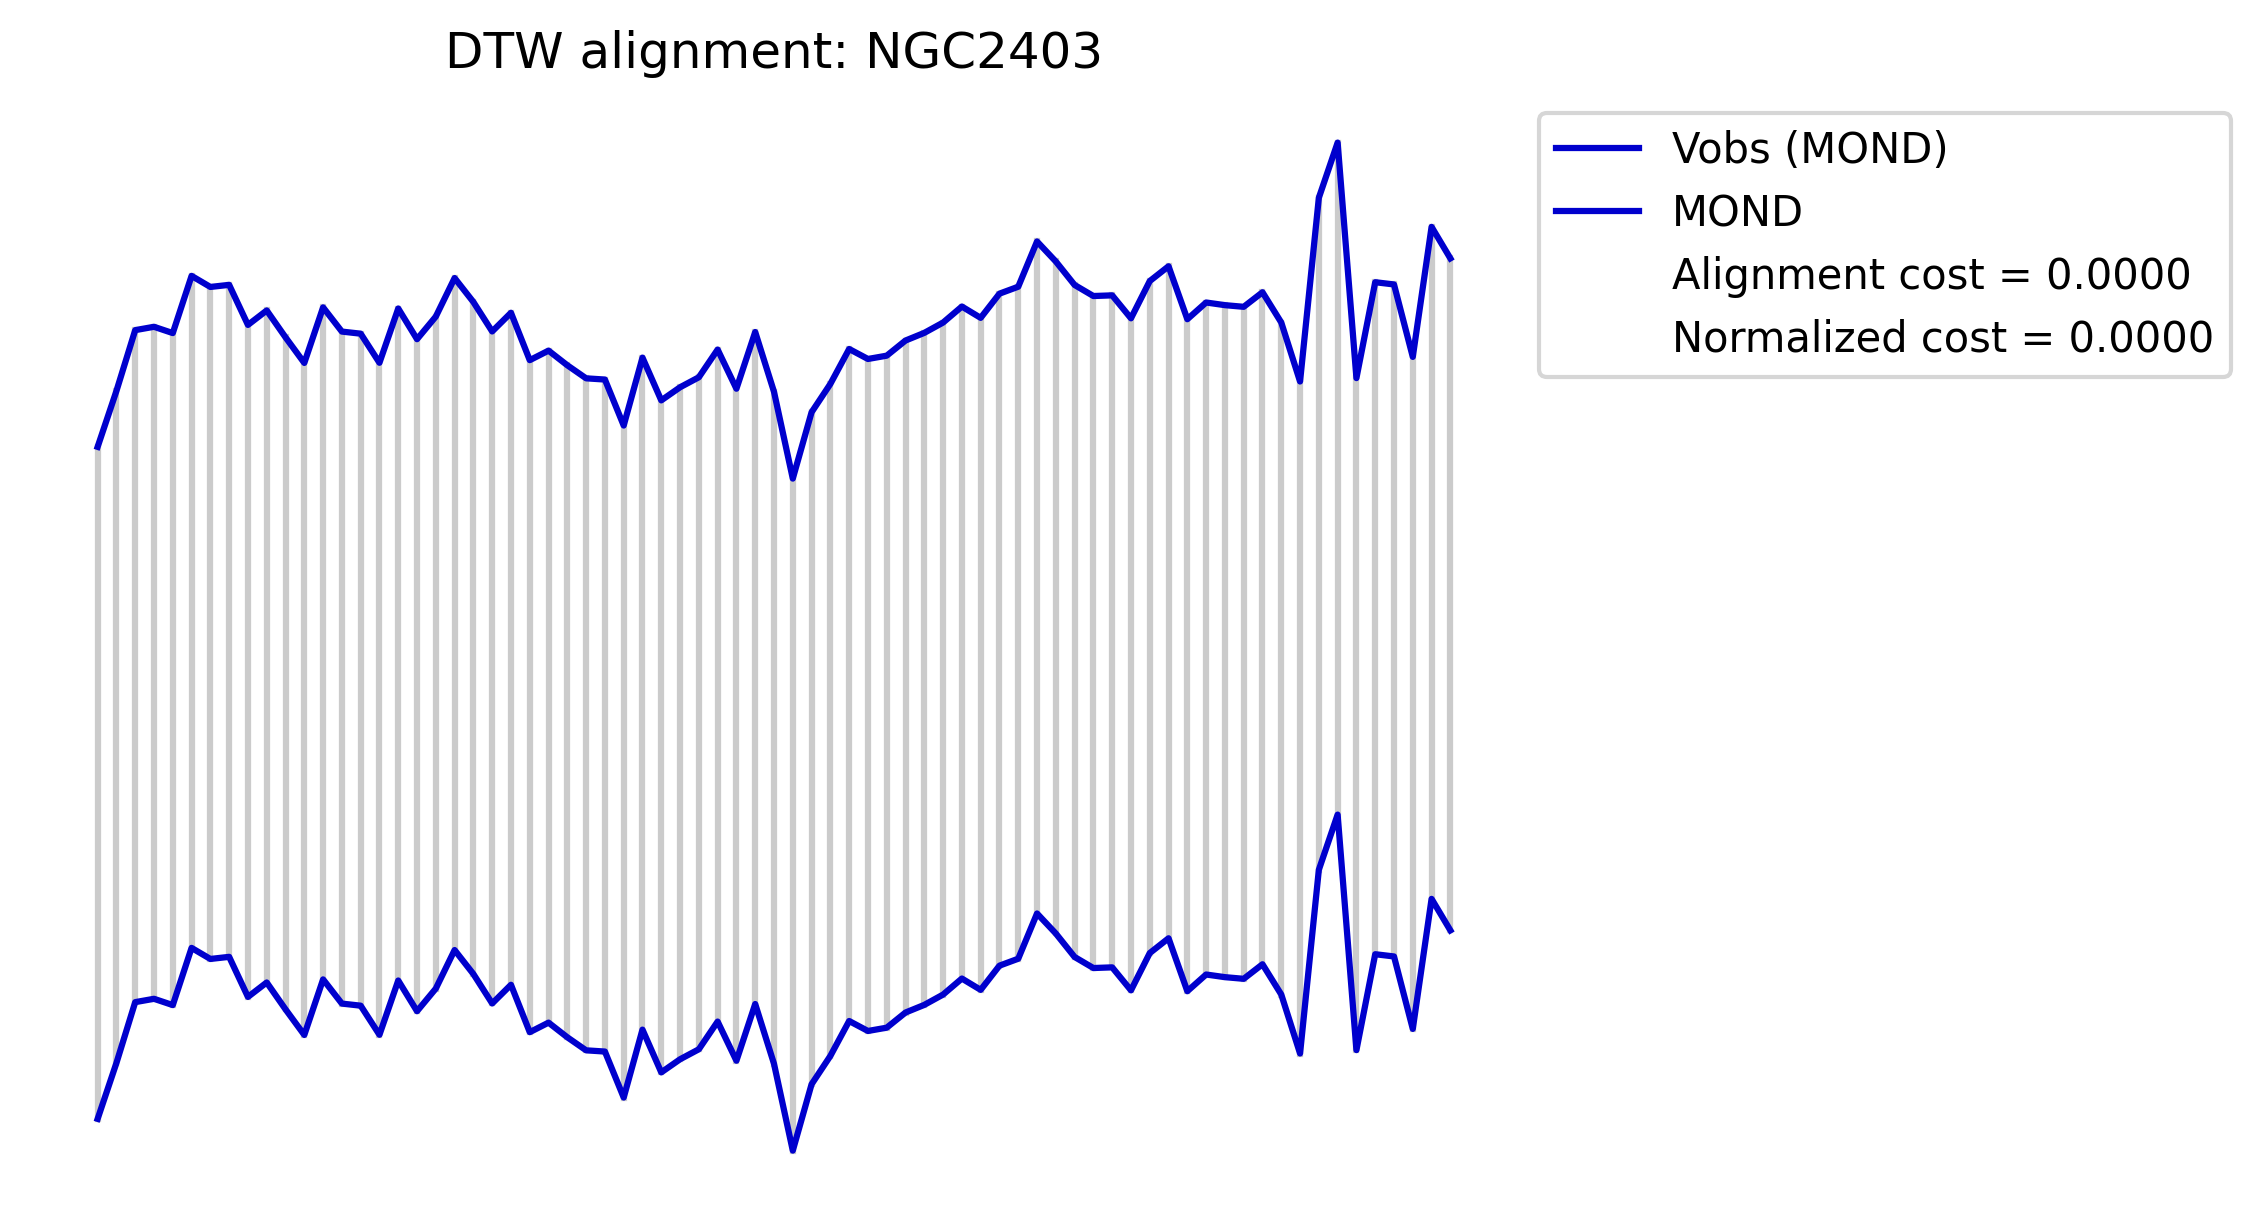 DTW alignment: NGC2403
Vobs (MOND)
MOND
Alignment cost = 0.0000
Normalized cost = 0.0000